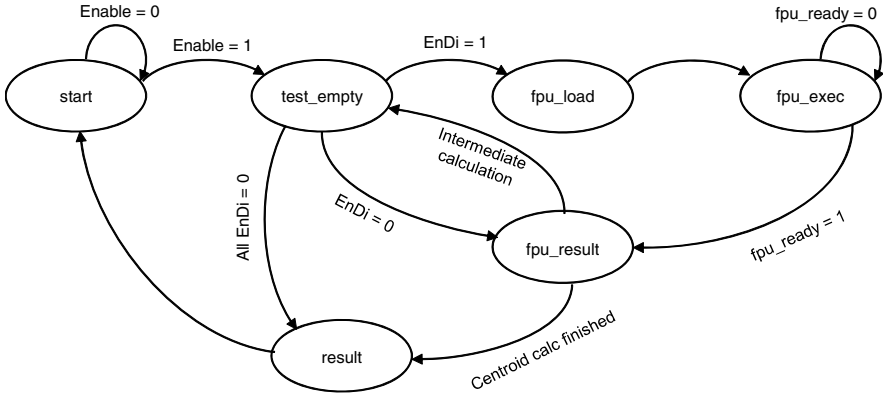 Enable = 0
fpu_ready = 0
Enable = 1
EnDi = 1
start
test_empty
fpu_load
fpu_exec
Intermediate
calculation
All EnDi = 0
EnDi = 0
fpu_result
fpu_ready = 1
result
Centroid calc finished